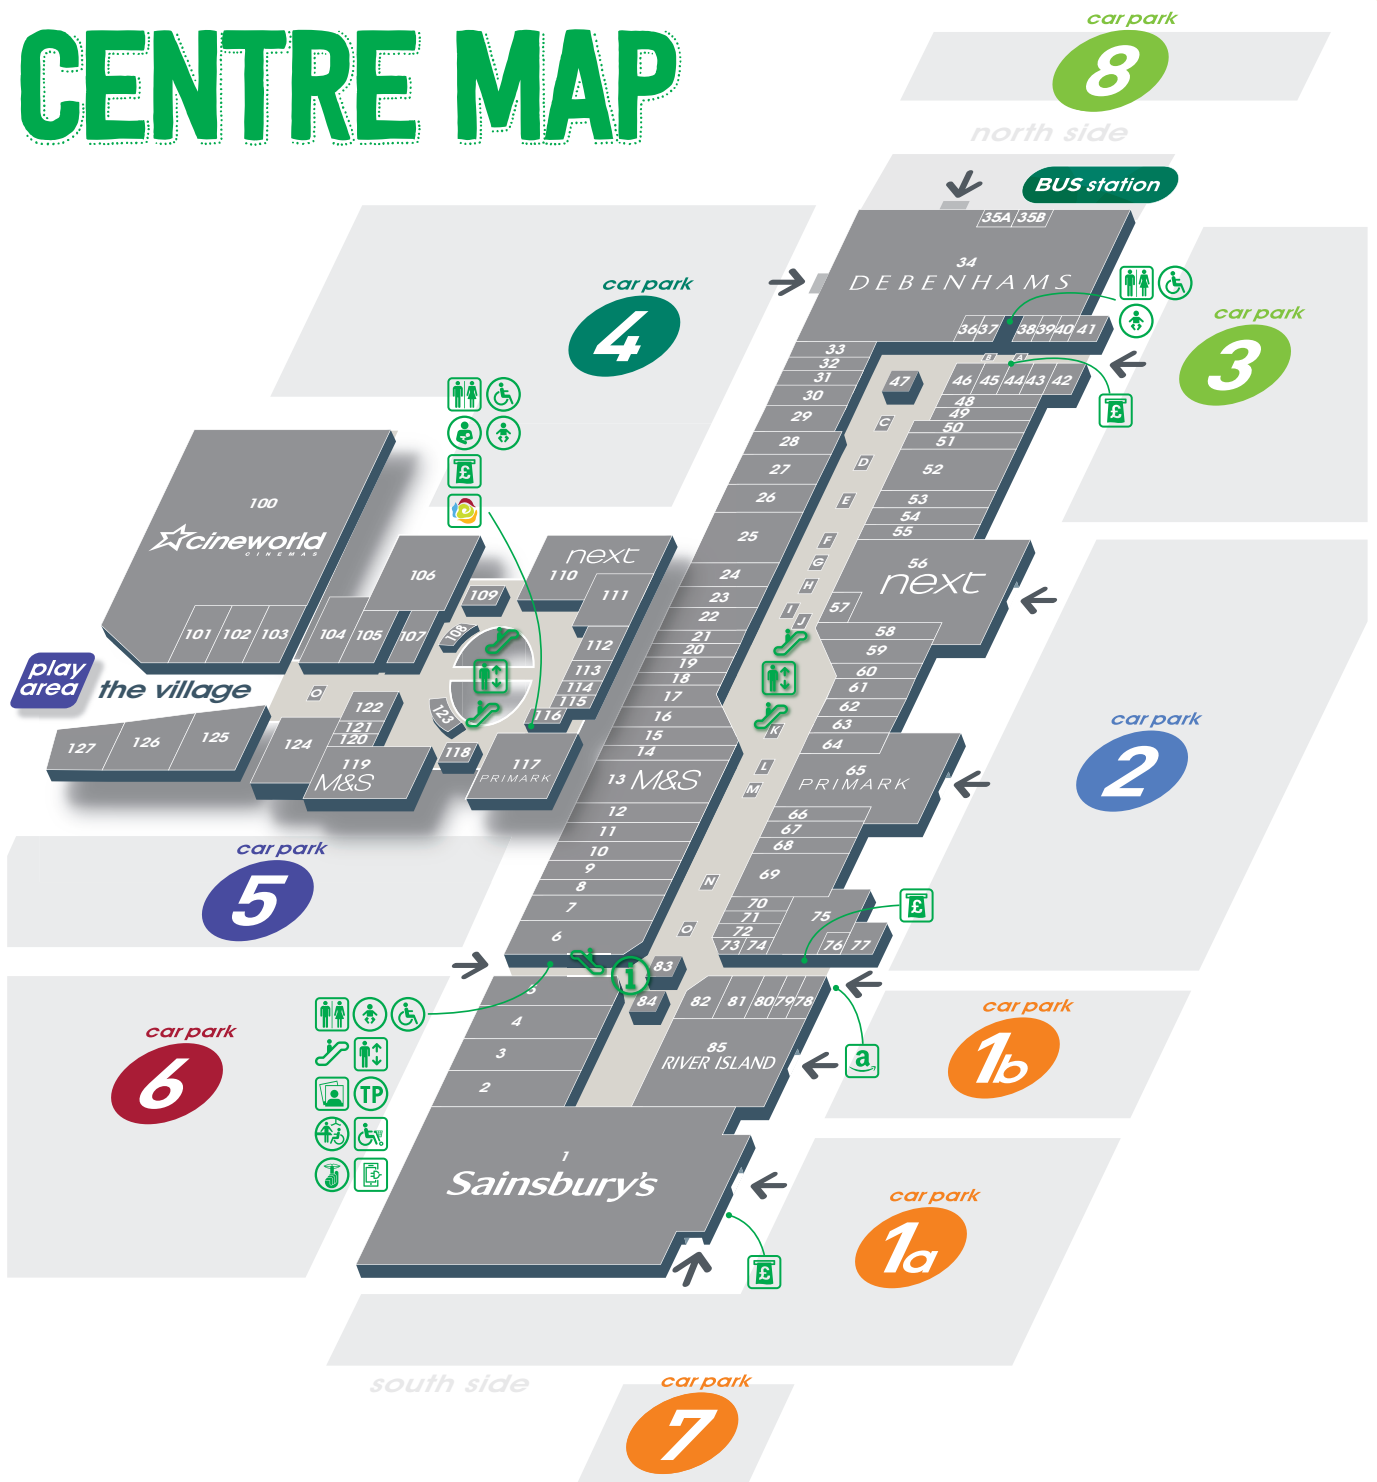 CENTRE MAP
car park
8
north side
BUS station
35A 35B
34
DEBENHAMS
36 37 38 39 40 41
car park
4
car park
3
33
32
31
30
29
28
27
26
25
24
23
22
21
20
19
18
17
16
15
14
13 M&S
12
11
10
9
8
7
6
B A
47
46 45 44 43 42
48
49
50
51
52
53
54
55
56
next
57
58
59
60
61
62
63
64
65
PRIMARK
66
67
68
69
70
71
72
73 74
75
76 77
C
D
E
F
G
H
I
J
K
L
M
N
O
£
£
100
cineworld
CINEMAS
101 102 103
104 105
106
107
108
109
next
110
111
112
113
114
115
116
117
PRIMARK
118
119
M&S
120
121
122
123
124
125
126
127
O
play
area
the village
car park
2
car park
5
£
i
83
84
5
4
3
2
82 81 80 79 78
85
RIVER ISLAND
a
car park
1b
car park
6
TP
1
Sainsbury's
£
car park
1a
south side
car park
7